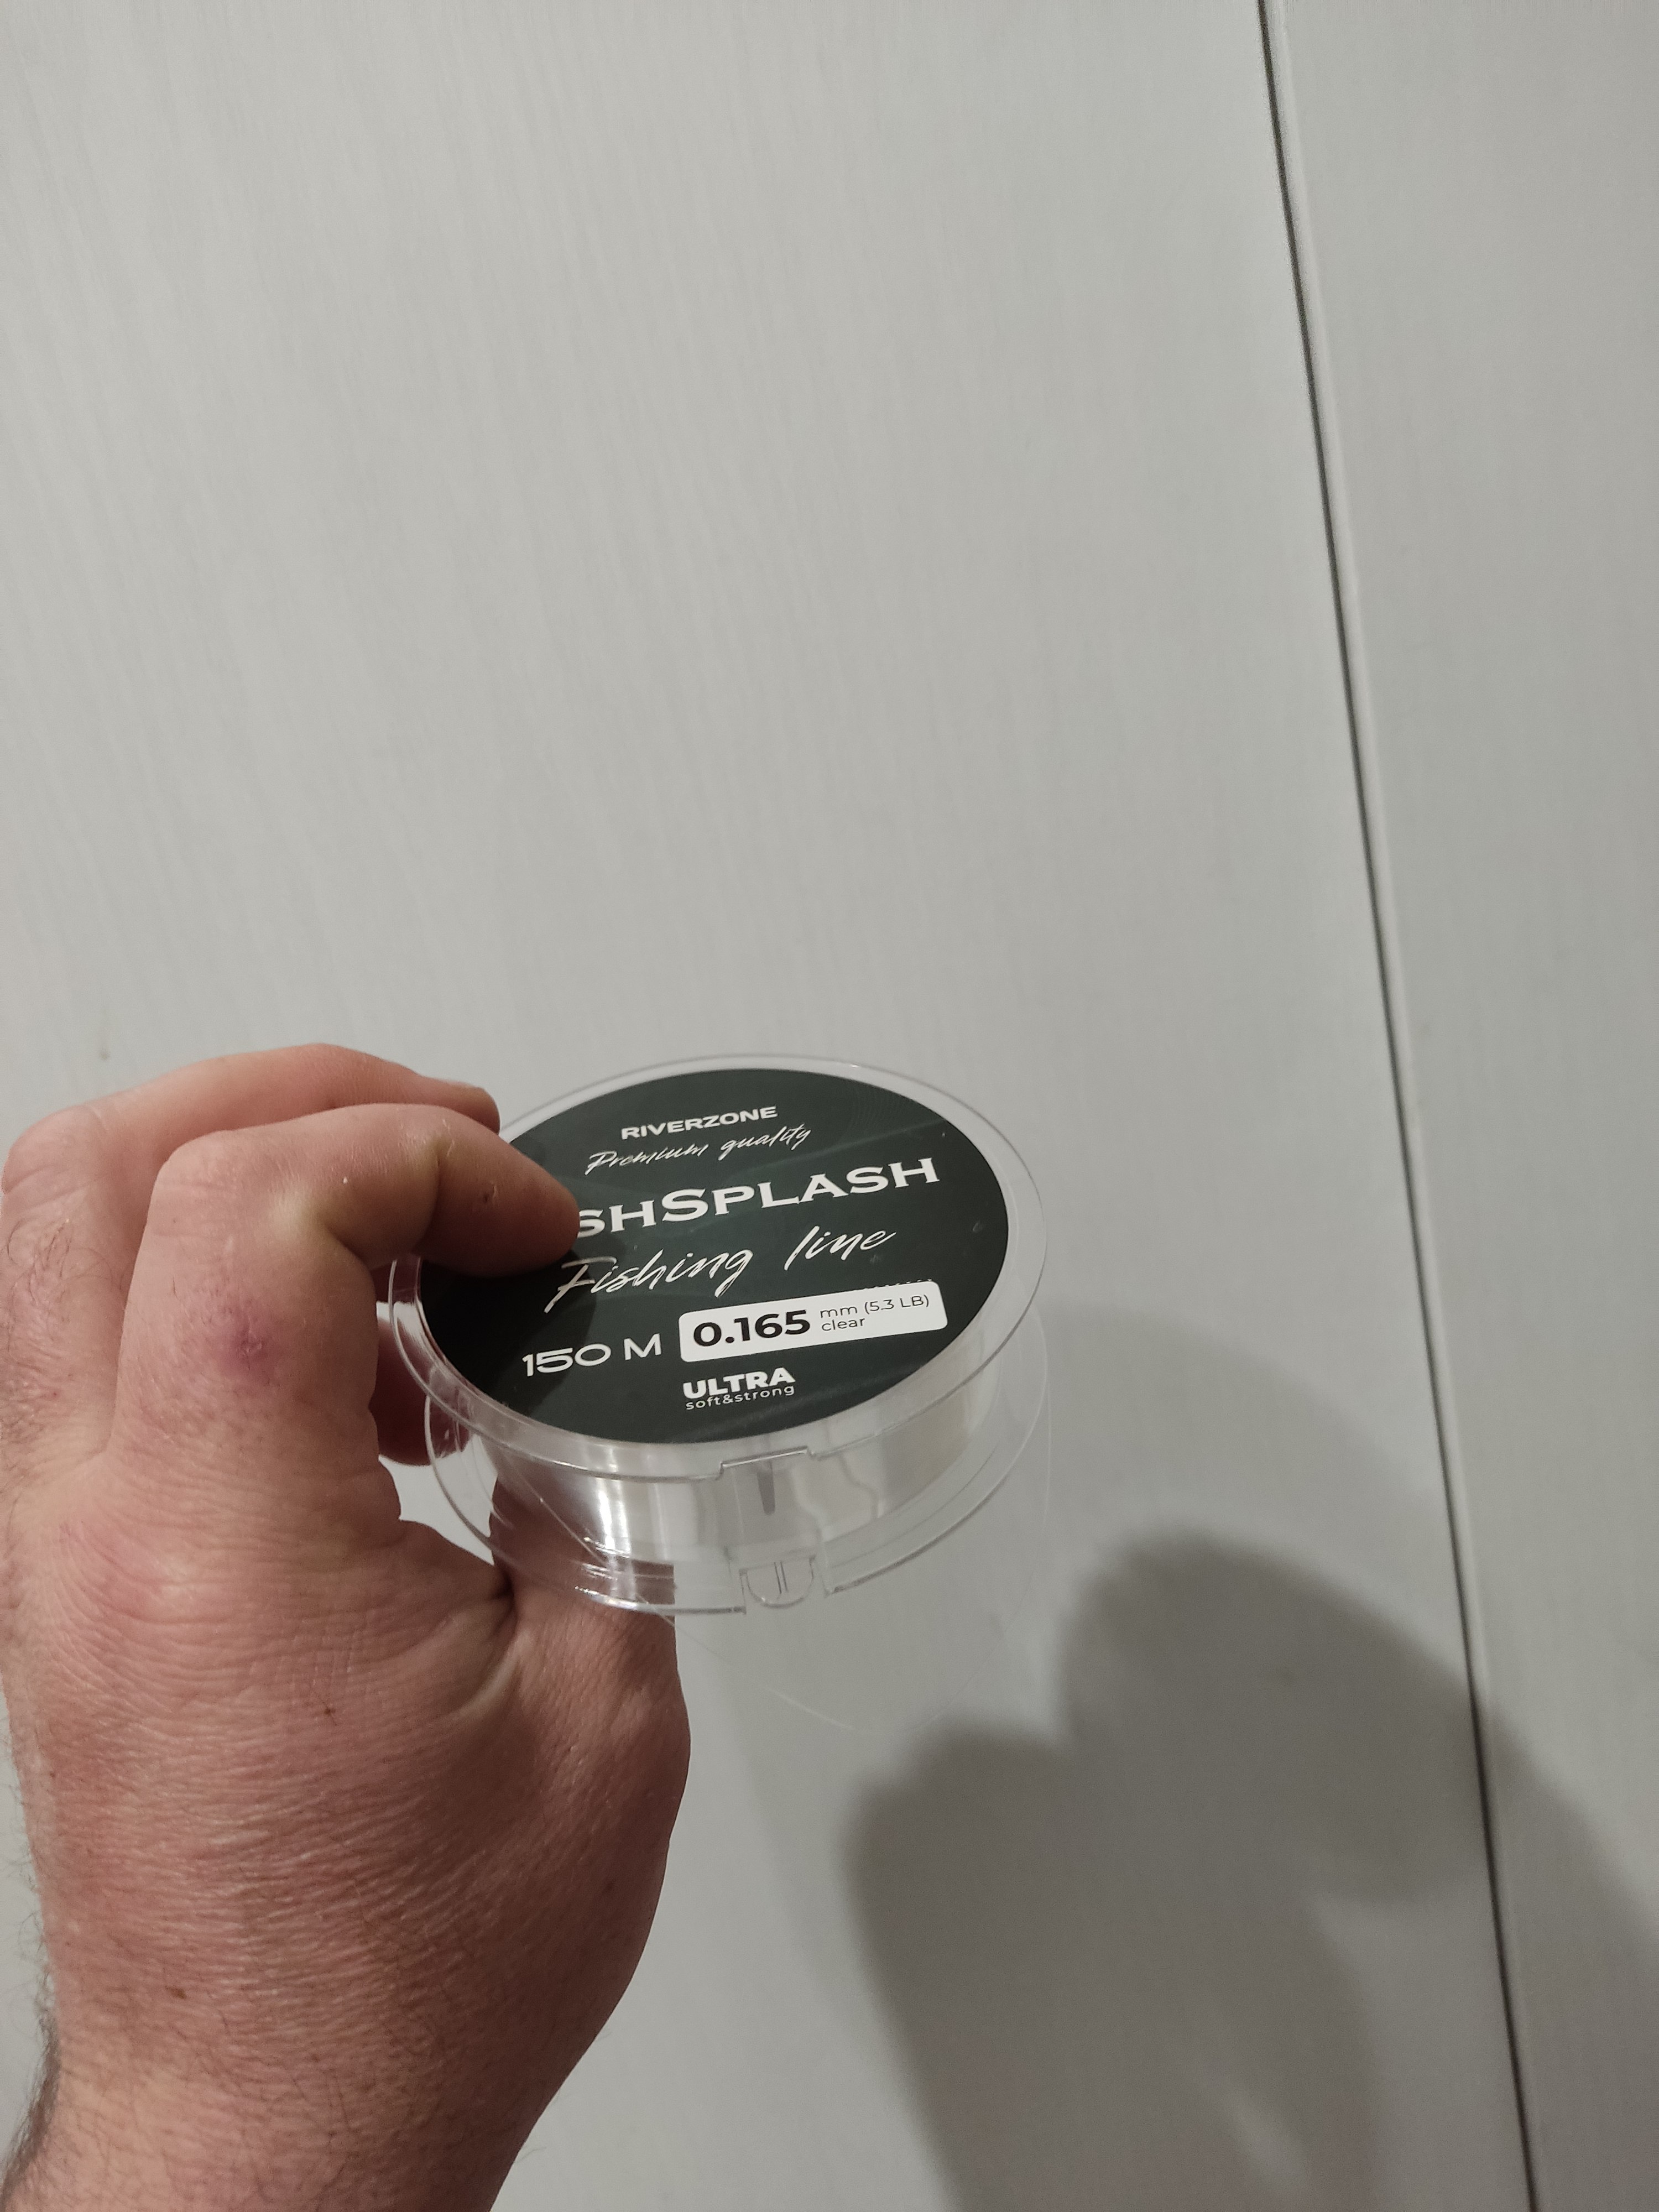 RIVERZONE
Premium quality
SHSPLASH
Fishing line
150 M 0.165 mm (5.3 LB)
clear
ULTRA
soft&strong